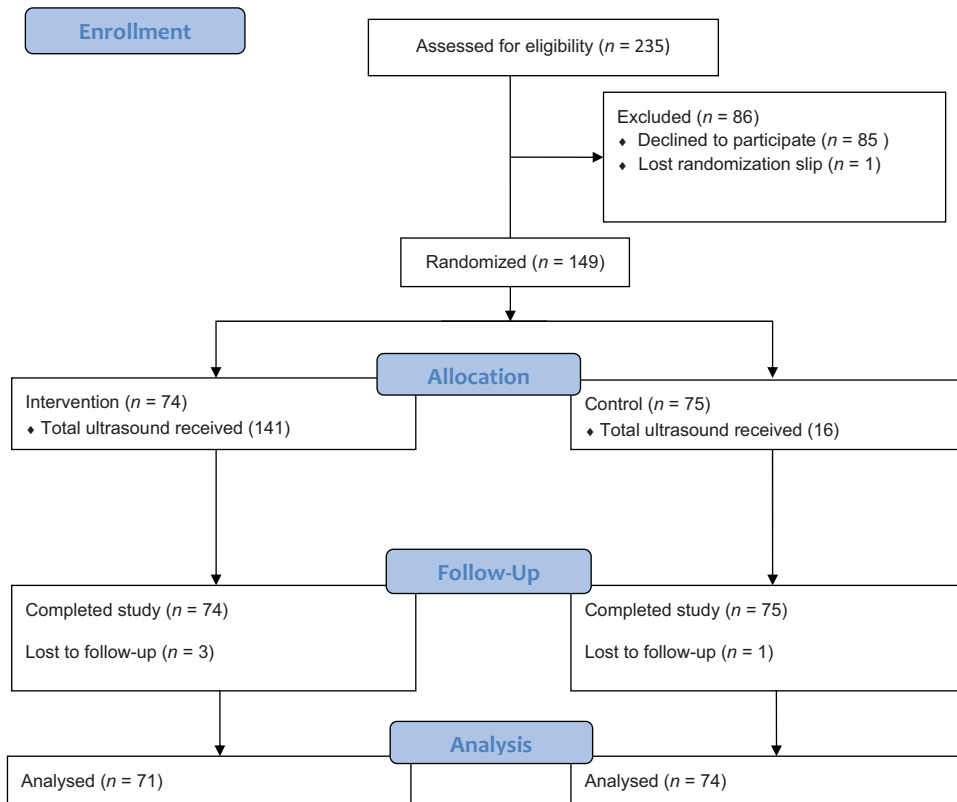 Enrollment
Assessed for eligibility (n = 235)
Excluded (n = 86)
♦ Declined to participate (n = 85 )
♦ Lost randomization slip (n = 1)
Randomized (n = 149)
Allocation
Intervention (n = 74)
♦ Total ultrasound received (141)
Control (n = 75)
♦ Total ultrasound received (16)
Follow-Up
Completed study (n = 74)
Lost to follow-up (n = 3)
Completed study (n = 75)
Lost to follow-up (n = 1)
Analysis
Analysed (n = 71)
Analysed (n = 74)